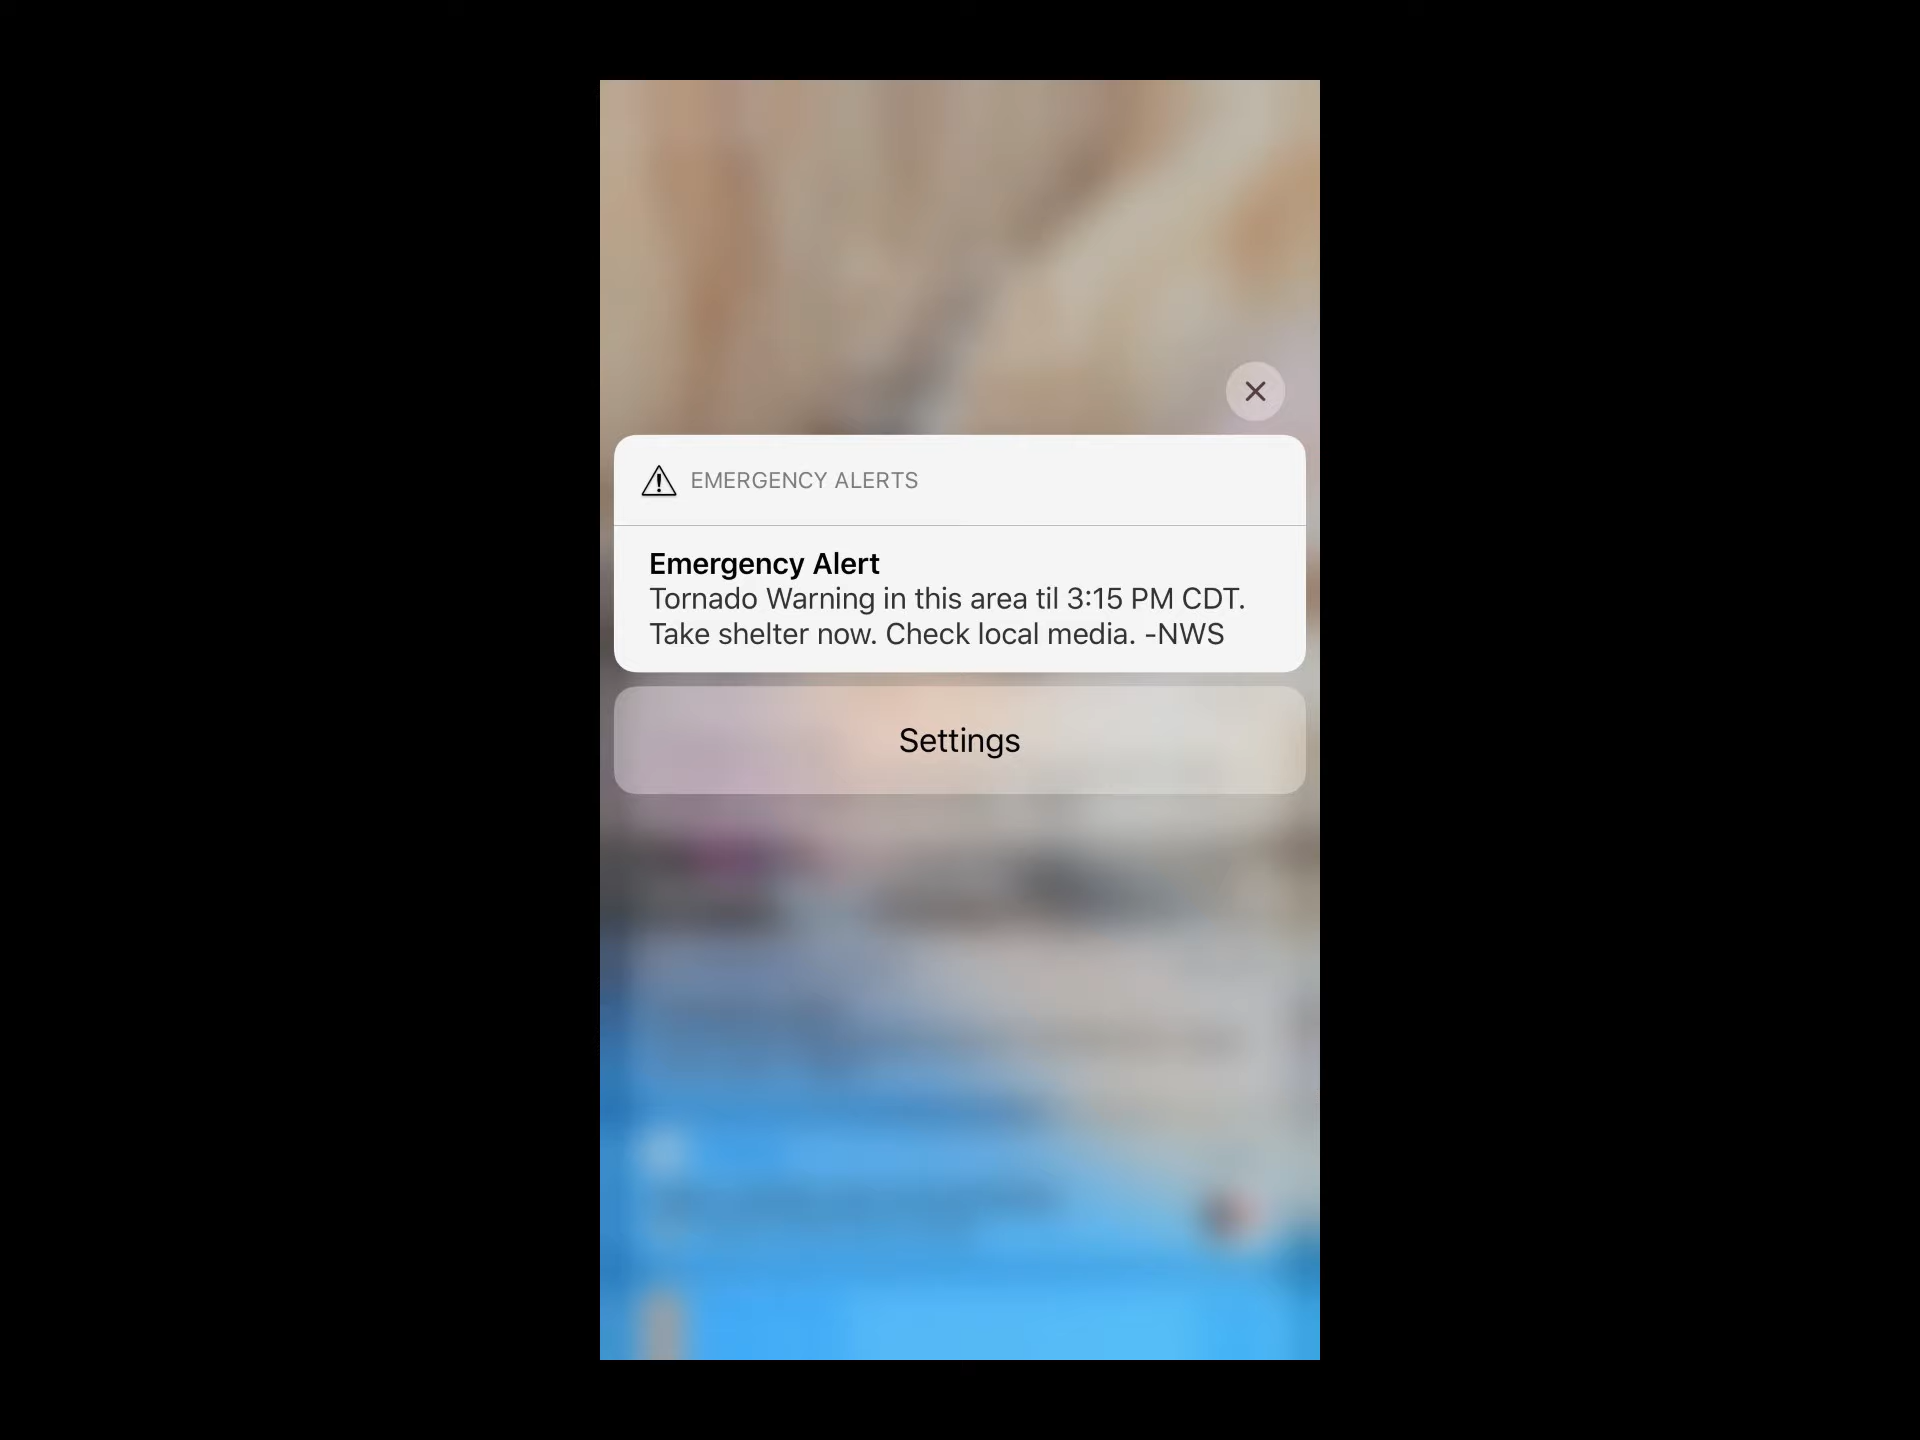 EMERGENCY ALERTS
Emergency Alert
Tornado Warning in this area til 3:15 PM CDT.
Take shelter now. Check local media. -NWS
Settings